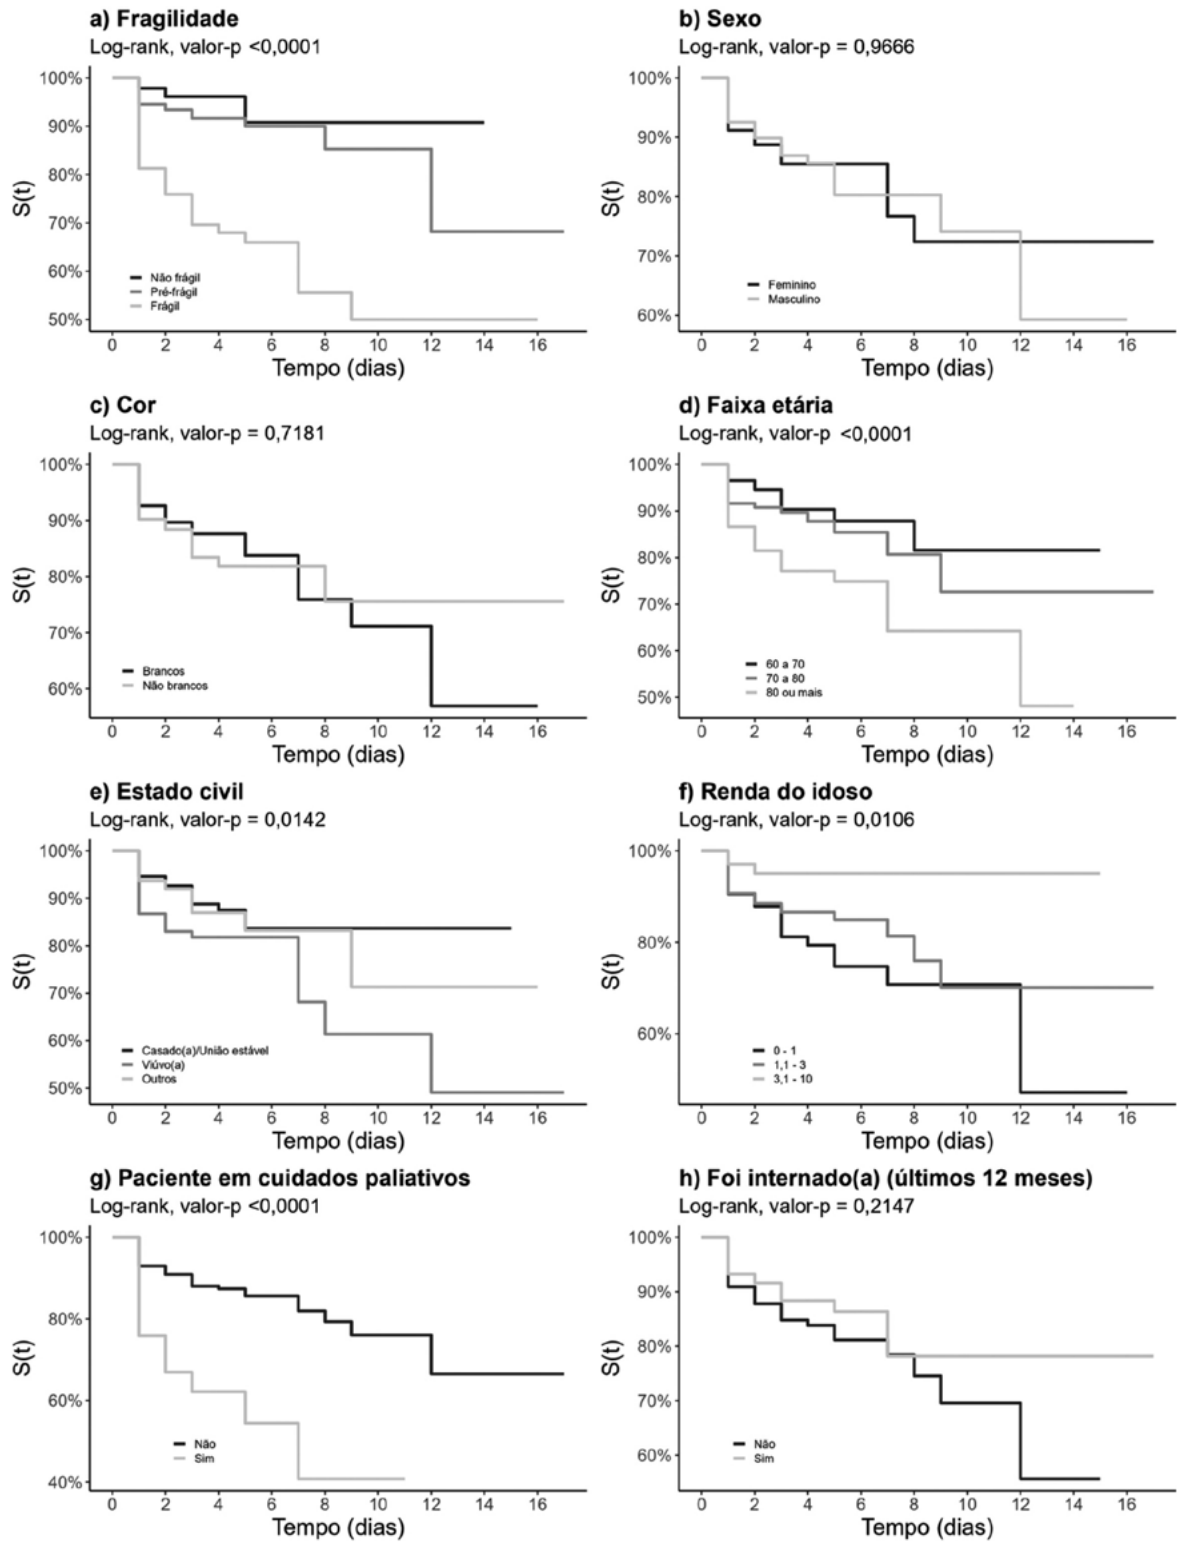 a) Fragilidade
Log-rank, valor-p <0,0001
100%
90%
80%
70%
60%
50%
S(t)
Não frágil
Pré-frágil
Frágil
0 2 4 6 8 10 12 14 16
Tempo (dias)
b) Sexo
Log-rank, valor-p = 0,9666
100%
90%
80%
70%
60%
S(t)
Feminino
Masculino
0 2 4 6 8 10 12 14 16
Tempo (dias)
c) Cor
Log-rank, valor-p = 0,7181
100%
90%
80%
70%
60%
S(t)
Brancos
Não brancos
0 2 4 6 8 10 12 14 16
Tempo (dias)
d) Faixa etária
Log-rank, valor-p <0,0001
100%
90%
80%
70%
60%
50%
S(t)
60 a 70
70 a 80
80 ou mais
0 2 4 6 8 10 12 14 16
Tempo (dias)
e) Estado civil
Log-rank, valor-p = 0,0142
100%
90%
80%
70%
60%
50%
S(t)
Casado(a)/União estável
Viúvo(a)
Outros
0 2 4 6 8 10 12 14 16
Tempo (dias)
f) Renda do idoso
Log-rank, valor-p = 0,0106
100%
80%
60%
S(t)
0 - 1
1,1 - 3
3,1 - 10
0 2 4 6 8 10 12 14 16
Tempo (dias)
g) Paciente em cuidados paliativos
Log-rank, valor-p <0,0001
100%
80%
60%
40%
S(t)
Não
Sim
0 2 4 6 8 10 12 14 16
Tempo (dias)
h) Foi internado(a) (últimos 12 meses)
Log-rank, valor-p = 0,2147
100%
90%
80%
70%
60%
S(t)
Não
Sim
0 2 4 6 8 10 12 14 16
Tempo (dias)